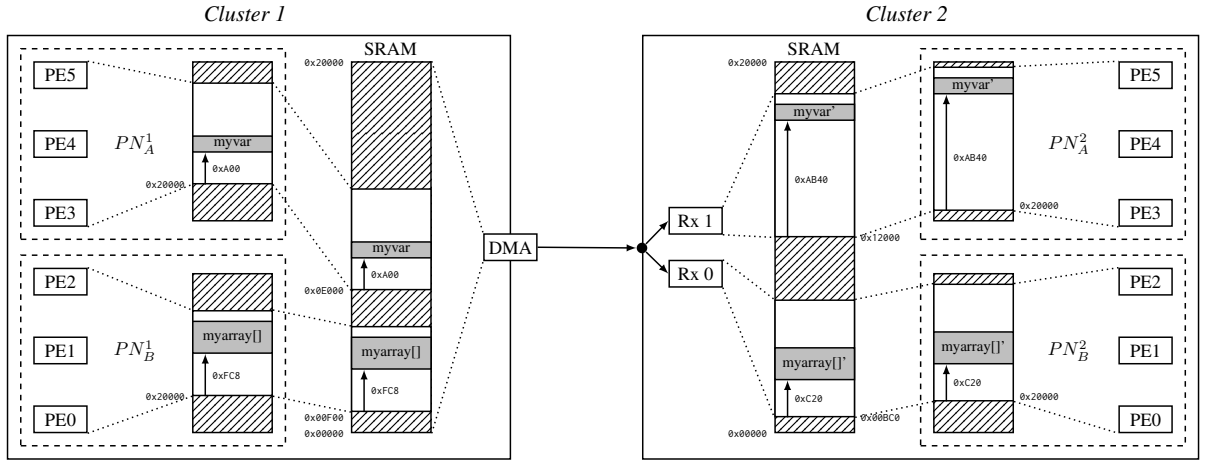 Cluster 1
Cluster 2
SRAM
SRAM
0x20000
0x20000
PE5
PE5
myvar'
myvar'
myvar
PE4
PN_A^1
PN_A^2
PE4
0xA00
0xAB40
0xAB40
0x20000
PE3
0x20000
PE3
Rx 1
0x12000
myvar
DMA
0xA00
Rx 0
0x0E000
PE2
PE2
myarray[]
PE1
PN_B^1
myarray[]
myarray[]'
myarray[]'
PN_B^2
PE1
0xFC8
0xFC8
0xC20
0xC20
0x20000
0x20000
0x00F00
0x00BC0
PE0
0x00000
0x00000
PE0